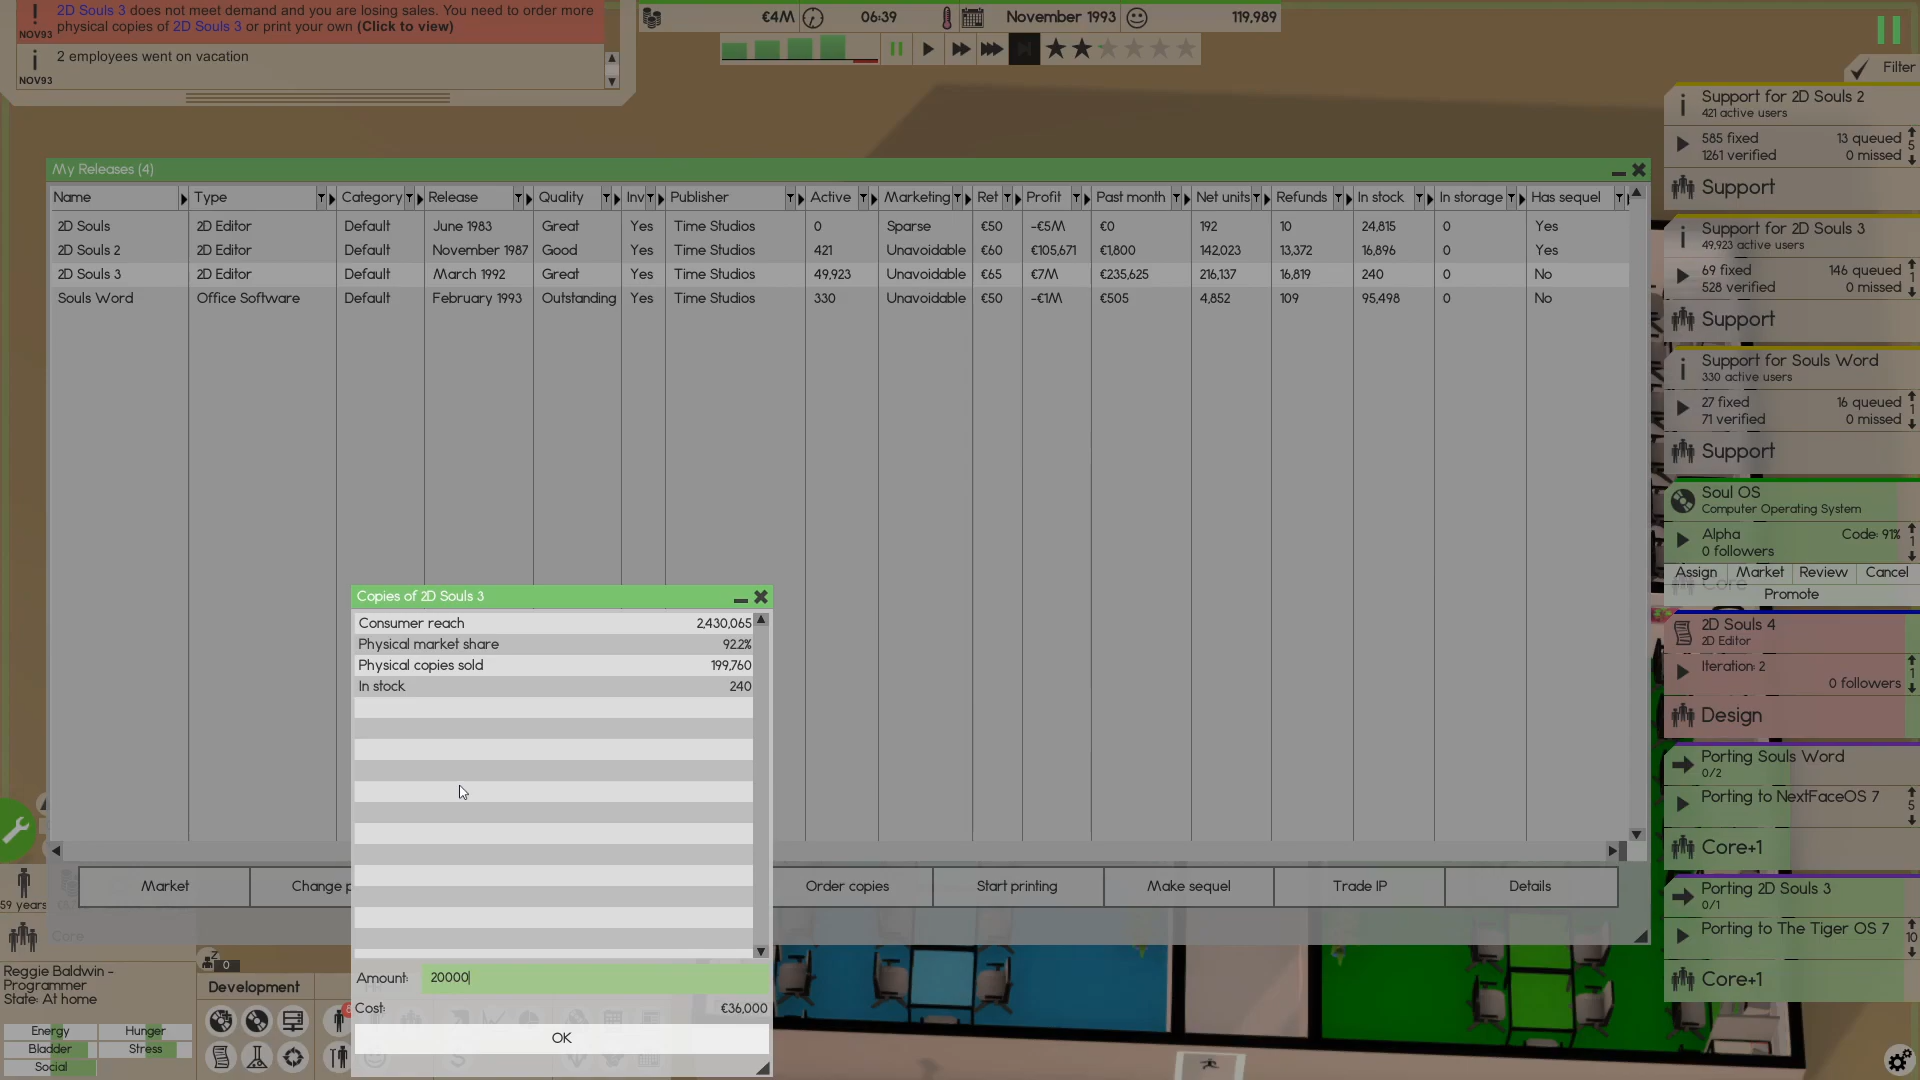 2D Souls 3 does not meet demand and you are losing sales. You need to order more
physical copies of 2D Souls 3 or print your own (Click to view)
NOV93
2 employees went on vacation
NOV93
€4M
06:39
November 1993
119,989
Filter
My Releases (4)
Name Type Category Release Quality Inv Publisher Active Marketing Ret Profit Past month Net units Refunds In stock In storage Has sequel
2D Souls 2D Editor Default June 1983 Great Yes Time Studios 0 Sparse €50 -€5M €0 192 10 24,815 0 Yes
2D Souls 2 2D Editor Default November 1987 Good Yes Time Studios 421 Unavoidable €60 €105,671 €1,800 142,023 13,372 16,896 0 Yes
2D Souls 3 2D Editor Default March 1992 Great Yes Time Studios 49,923 Unavoidable €65 €7M €235,625 216,137 16,819 240 0 No
Souls Word Office Software Default February 1993 Outstanding Yes Time Studios 330 Unavoidable €50 -€1M €505 4,852 109 95,498 0 No
Market Change p Order copies Start printing Make sequel Trade IP Details
Copies of 2D Souls 3
Consumer reach 2,430,065
Physical market share 92.2%
Physical copies sold 199,760
In stock 240
Amount: 20000
Cost: €36,000
OK
Support for 2D Souls 2
421 active users
585 fixed 13 queued
1261 verified 0 missed
5
Support
Support for 2D Souls 3
49,923 active users
69 fixed 146 queued
528 verified 0 missed
1
Support
Support for Souls Word
330 active users
27 fixed 16 queued
71 verified 0 missed
1
Support
Soul OS
Computer Operating System
Alpha Code: 91%
0 followers
1
Assign Market Review Cancel
Core
Promote
2D Souls 4
2D Editor
Iteration: 2
0 followers
1
Design
Porting Souls Word
0/2
Porting to NextFaceOS 7
5
Core+1
Porting 2D Souls 3
0/1
Porting to The Tiger OS 7
10
Core+1
59 years
Core
Reggie Baldwin -
Programmer
State: At home
Energy Hunger
Bladder Stress
Social
Z
0
Development